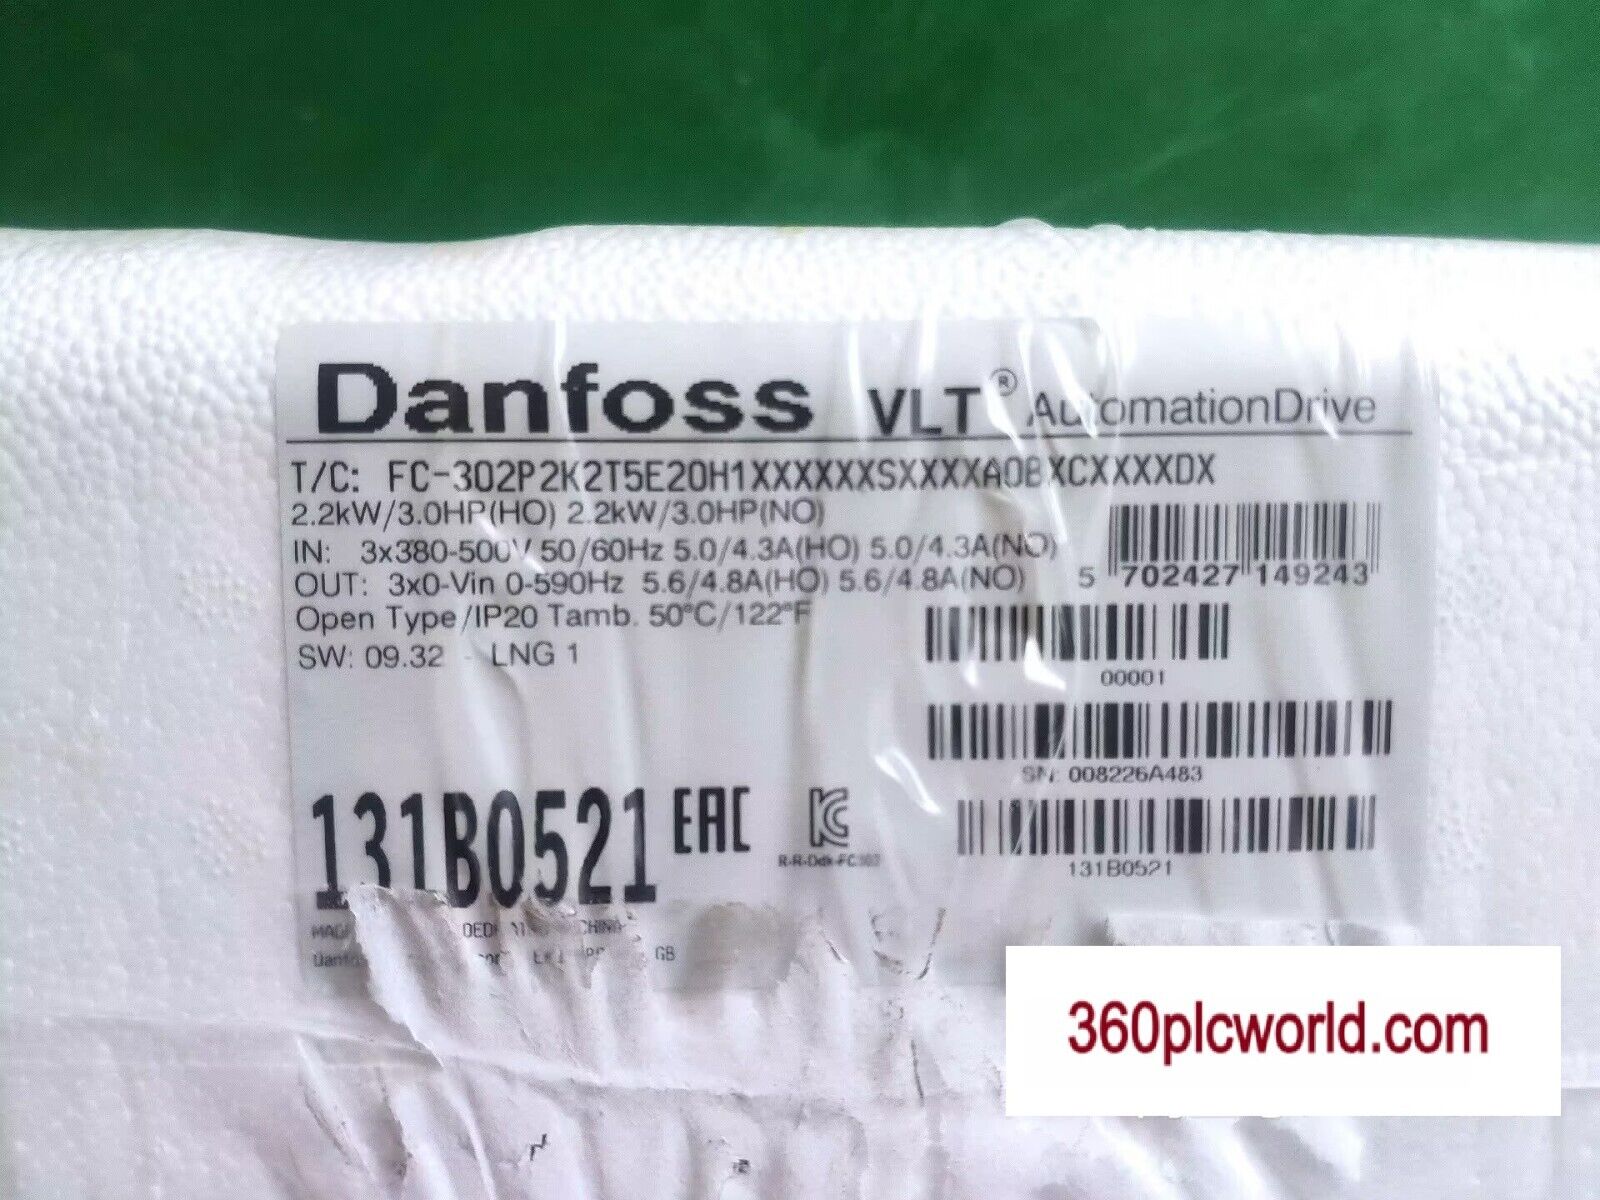 Danfoss VLT® AutomationDrive
T/C: FC-302P2K2T5E20H1XXXXXXSXXXXA0BXCXXXXDX
2.2kW/3.0HP(HO) 2.2kW/3.0HP(NO)
IN: 3x380-500V 50/60Hz 5.0/4.3A(HO) 5.0/4.3A(NO)
OUT: 3x0-Vin 0-590Hz 5.6/4.8A(HO) 5.6/4.8A(NO)
5 702427 149243
Open Type/IP20 Tamb. 50°C/122°F
SW: 09.32 LNG 1
00001
SN: 008226A483
131B0521
EAC
R-R-Ddk-FC302
131B0521
GB
360plcworld.com